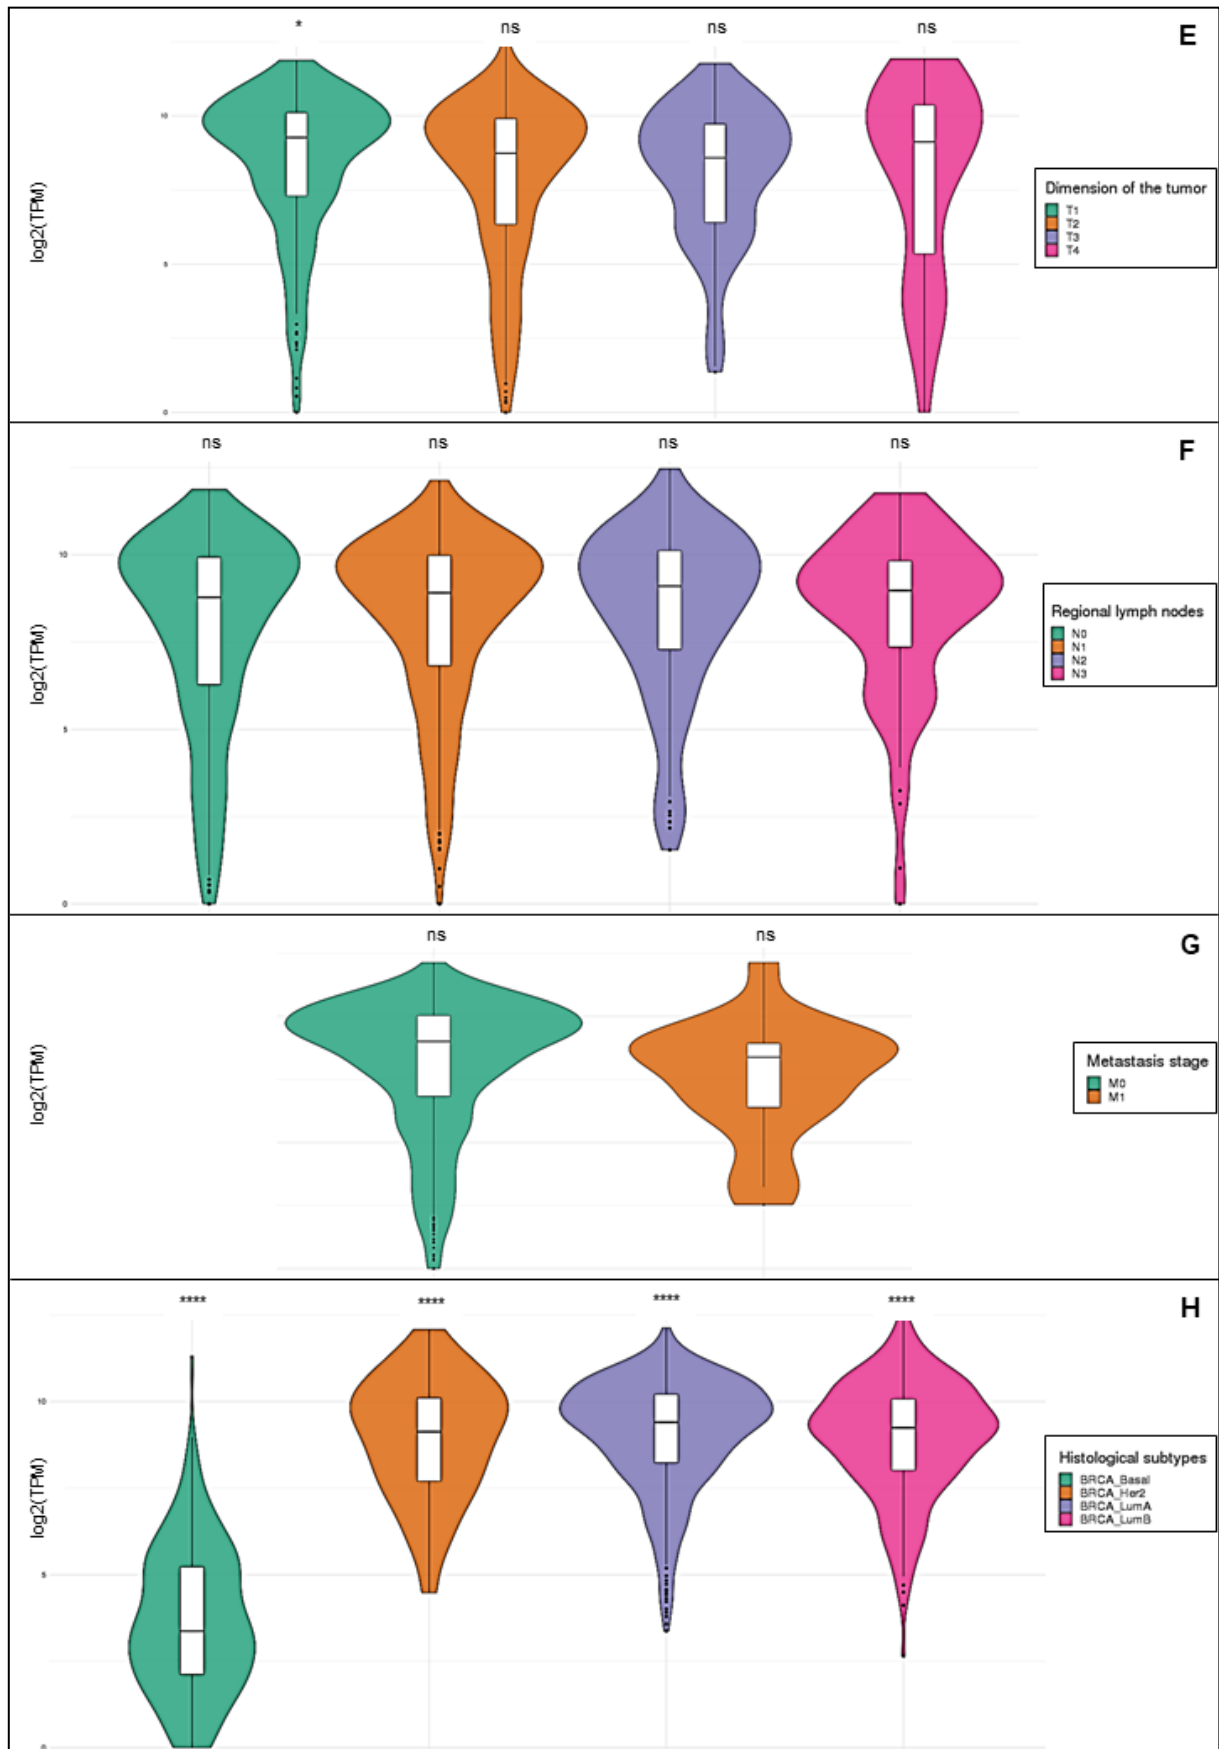 * ns ns ns E
10
5
0
log2(TPM)
Dimension of the tumor
T1
T2
T3
T4
ns ns ns ns F
10
5
0
log2(TPM)
Regional lymph nodes
N0
N1
N2
N3
ns ns G
log2(TPM)
Metastasis stage
M0
M1
**** **** **** **** H
10
5
0
log2(TPM)
Histological subtypes
BRCA_Basal
BRCA_Her2
BRCA_LumA
BRCA_LumB